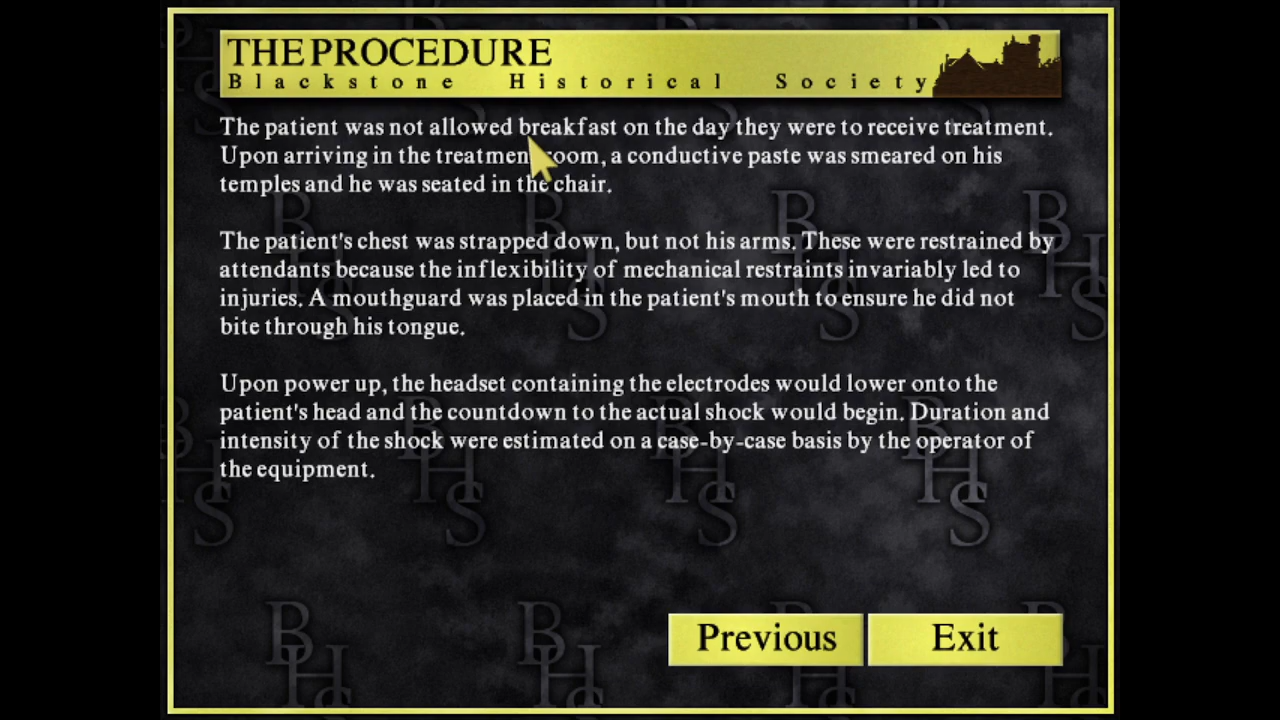 THE PROCEDURE
Blackstone Historical Society
The patient was not allowed breakfast on the day they were to receive treatment.
Upon arriving in the treatment room, a conductive paste was smeared on his
temples and he was seated in the chair.
The patient's chest was strapped down, but not his arms. These were restrained by
attendants because the inflexibility of mechanical restraints invariably led to
injuries. A mouthguard was placed in the patient's mouth to ensure he did not
bite through his tongue.
Upon power up, the headset containing the electrodes would lower onto the
patient's head and the countdown to the actual shock would begin. Duration and
intensity of the shock were estimated on a case-by-case basis by the operator of
the equipment.
Previous
Exit